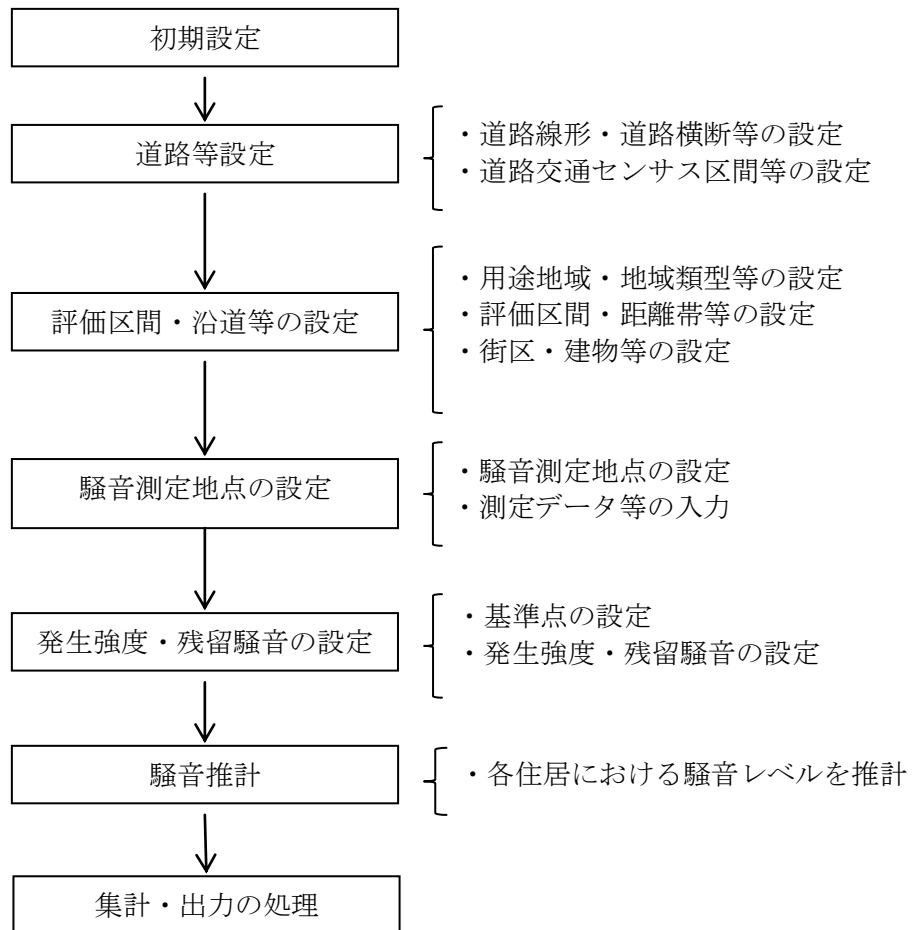 初期設定
道路等設定
・道路線形・道路横断等の設定
・道路交通センサス区間等の設定
評価区間・沿道等の設定
・用途地域・地域類型等の設定
・評価区間・距離帯等の設定
・街区・建物等の設定
騒音測定地点の設定
・騒音測定地点の設定
・測定データ等の入力
発生強度・残留騒音の設定
・基準点の設定
・発生強度・残留騒音の設定
騒音推計
・各住居における騒音レベルを推計
集計・出力の処理